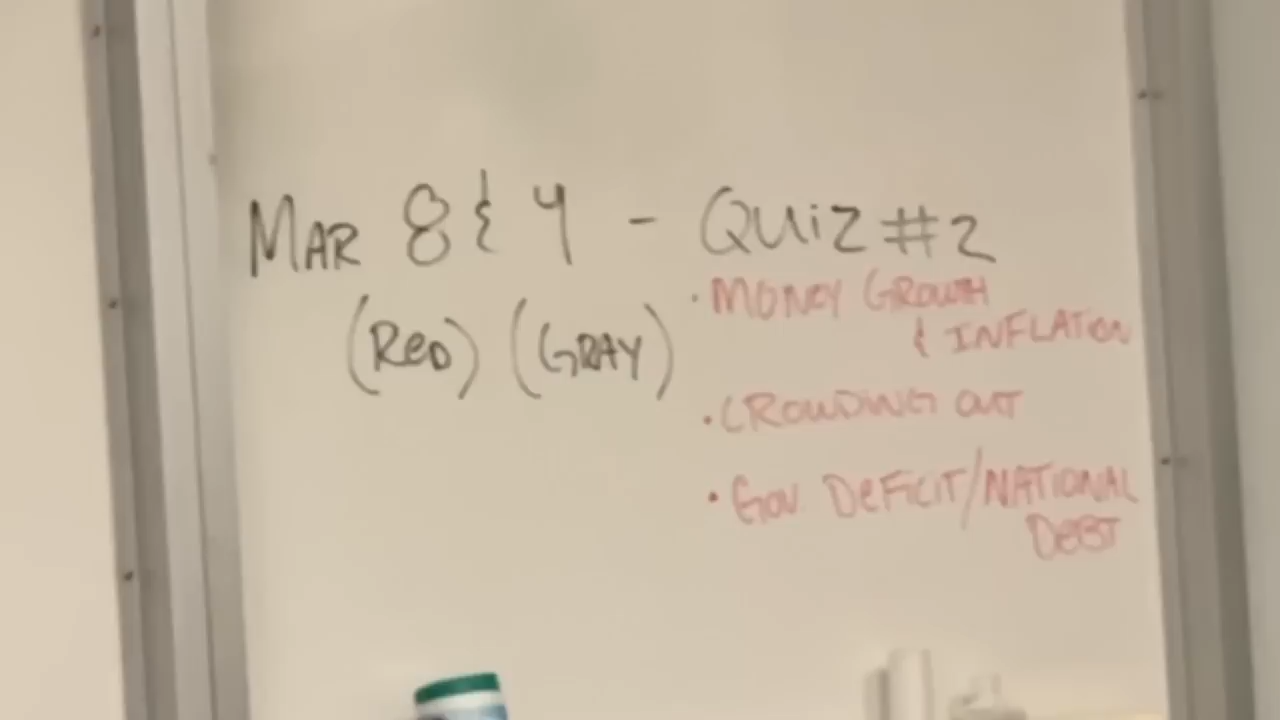 MAR 8 & 9 - QUIZ #2
(RED) (GRAY)
• MONEY GROWTH
& INFLATION
• CROWDING OUT
• GOV DEFICIT/NATIONAL
DEBT